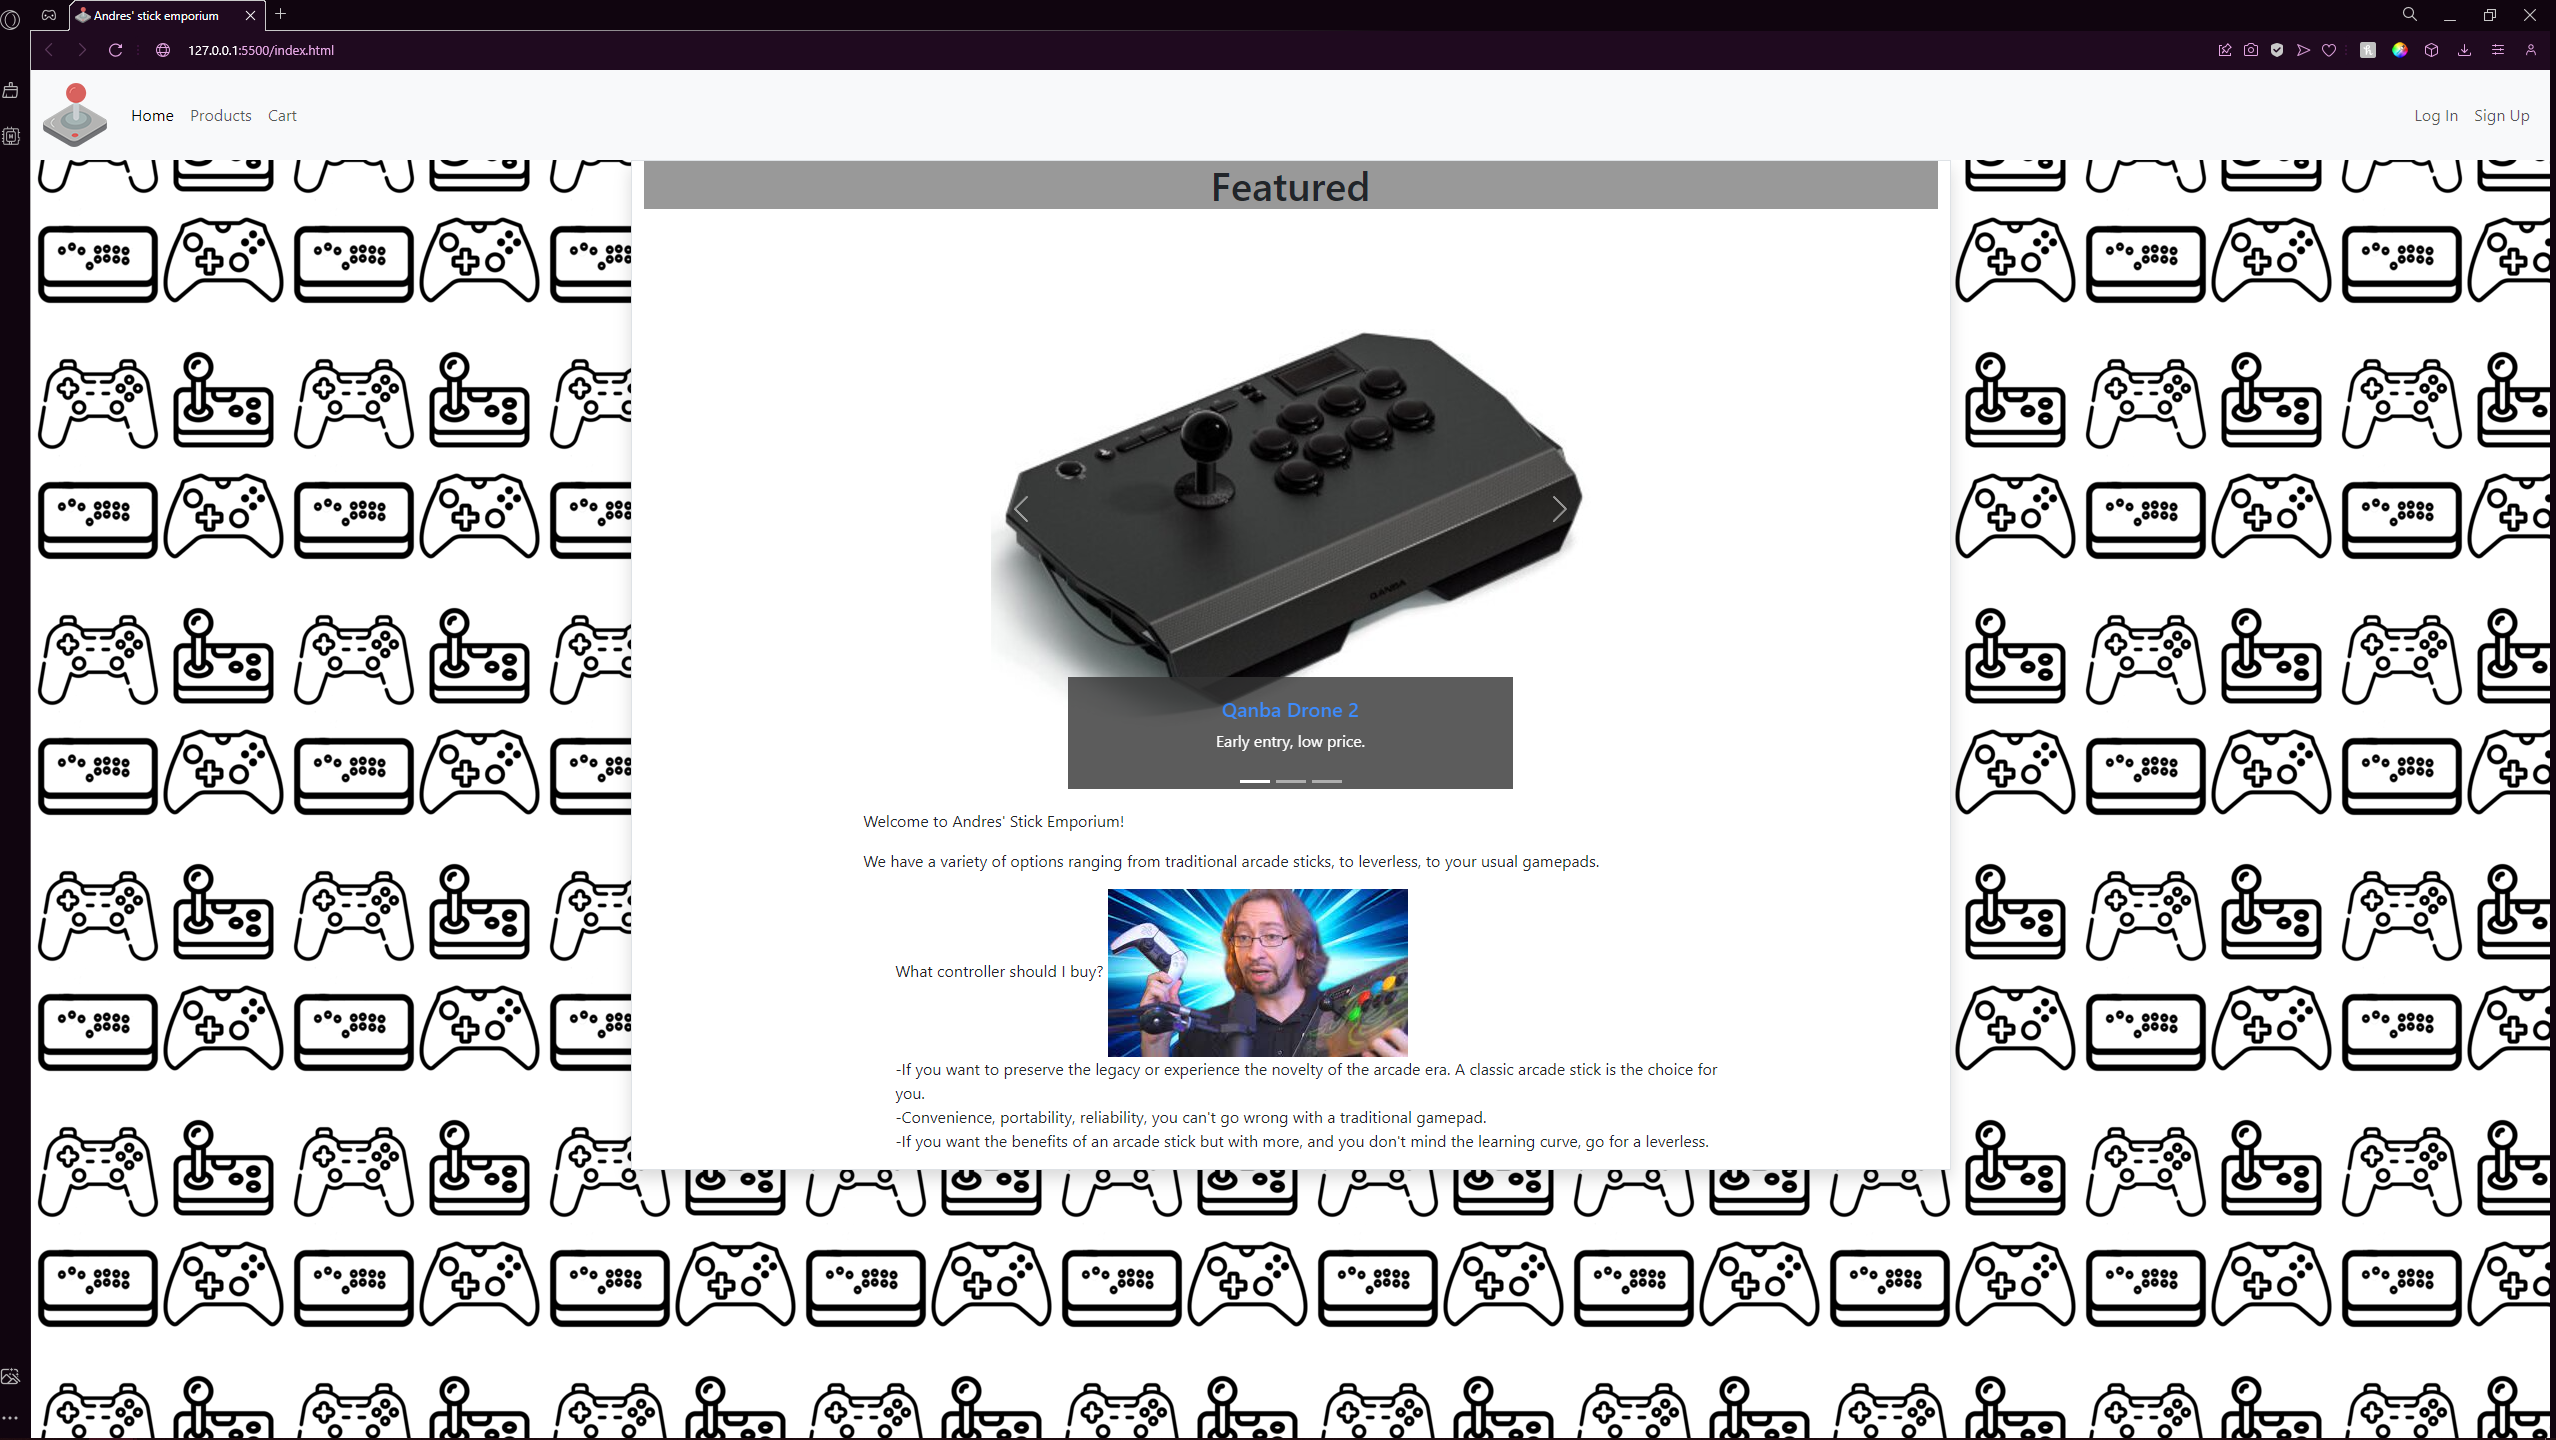 Andres' stick emporium
127.0.0.1:5500/index.html
Home Products Cart Log In Sign Up
Featured
QANBA
Qanba Drone 2
Early entry, low price.
Welcome to Andres' Stick Emporium!
We have a variety of options ranging from traditional arcade sticks, to leverless, to your usual gamepads.
What controller should I buy?
-If you want to preserve the legacy or experience the novelty of the arcade era. A classic arcade stick is the choice for
you.
-Convenience, portability, reliability, you can't go wrong with a traditional gamepad.
-If you want the benefits of an arcade stick but with more, and you don't mind the learning curve, go for a leverless.